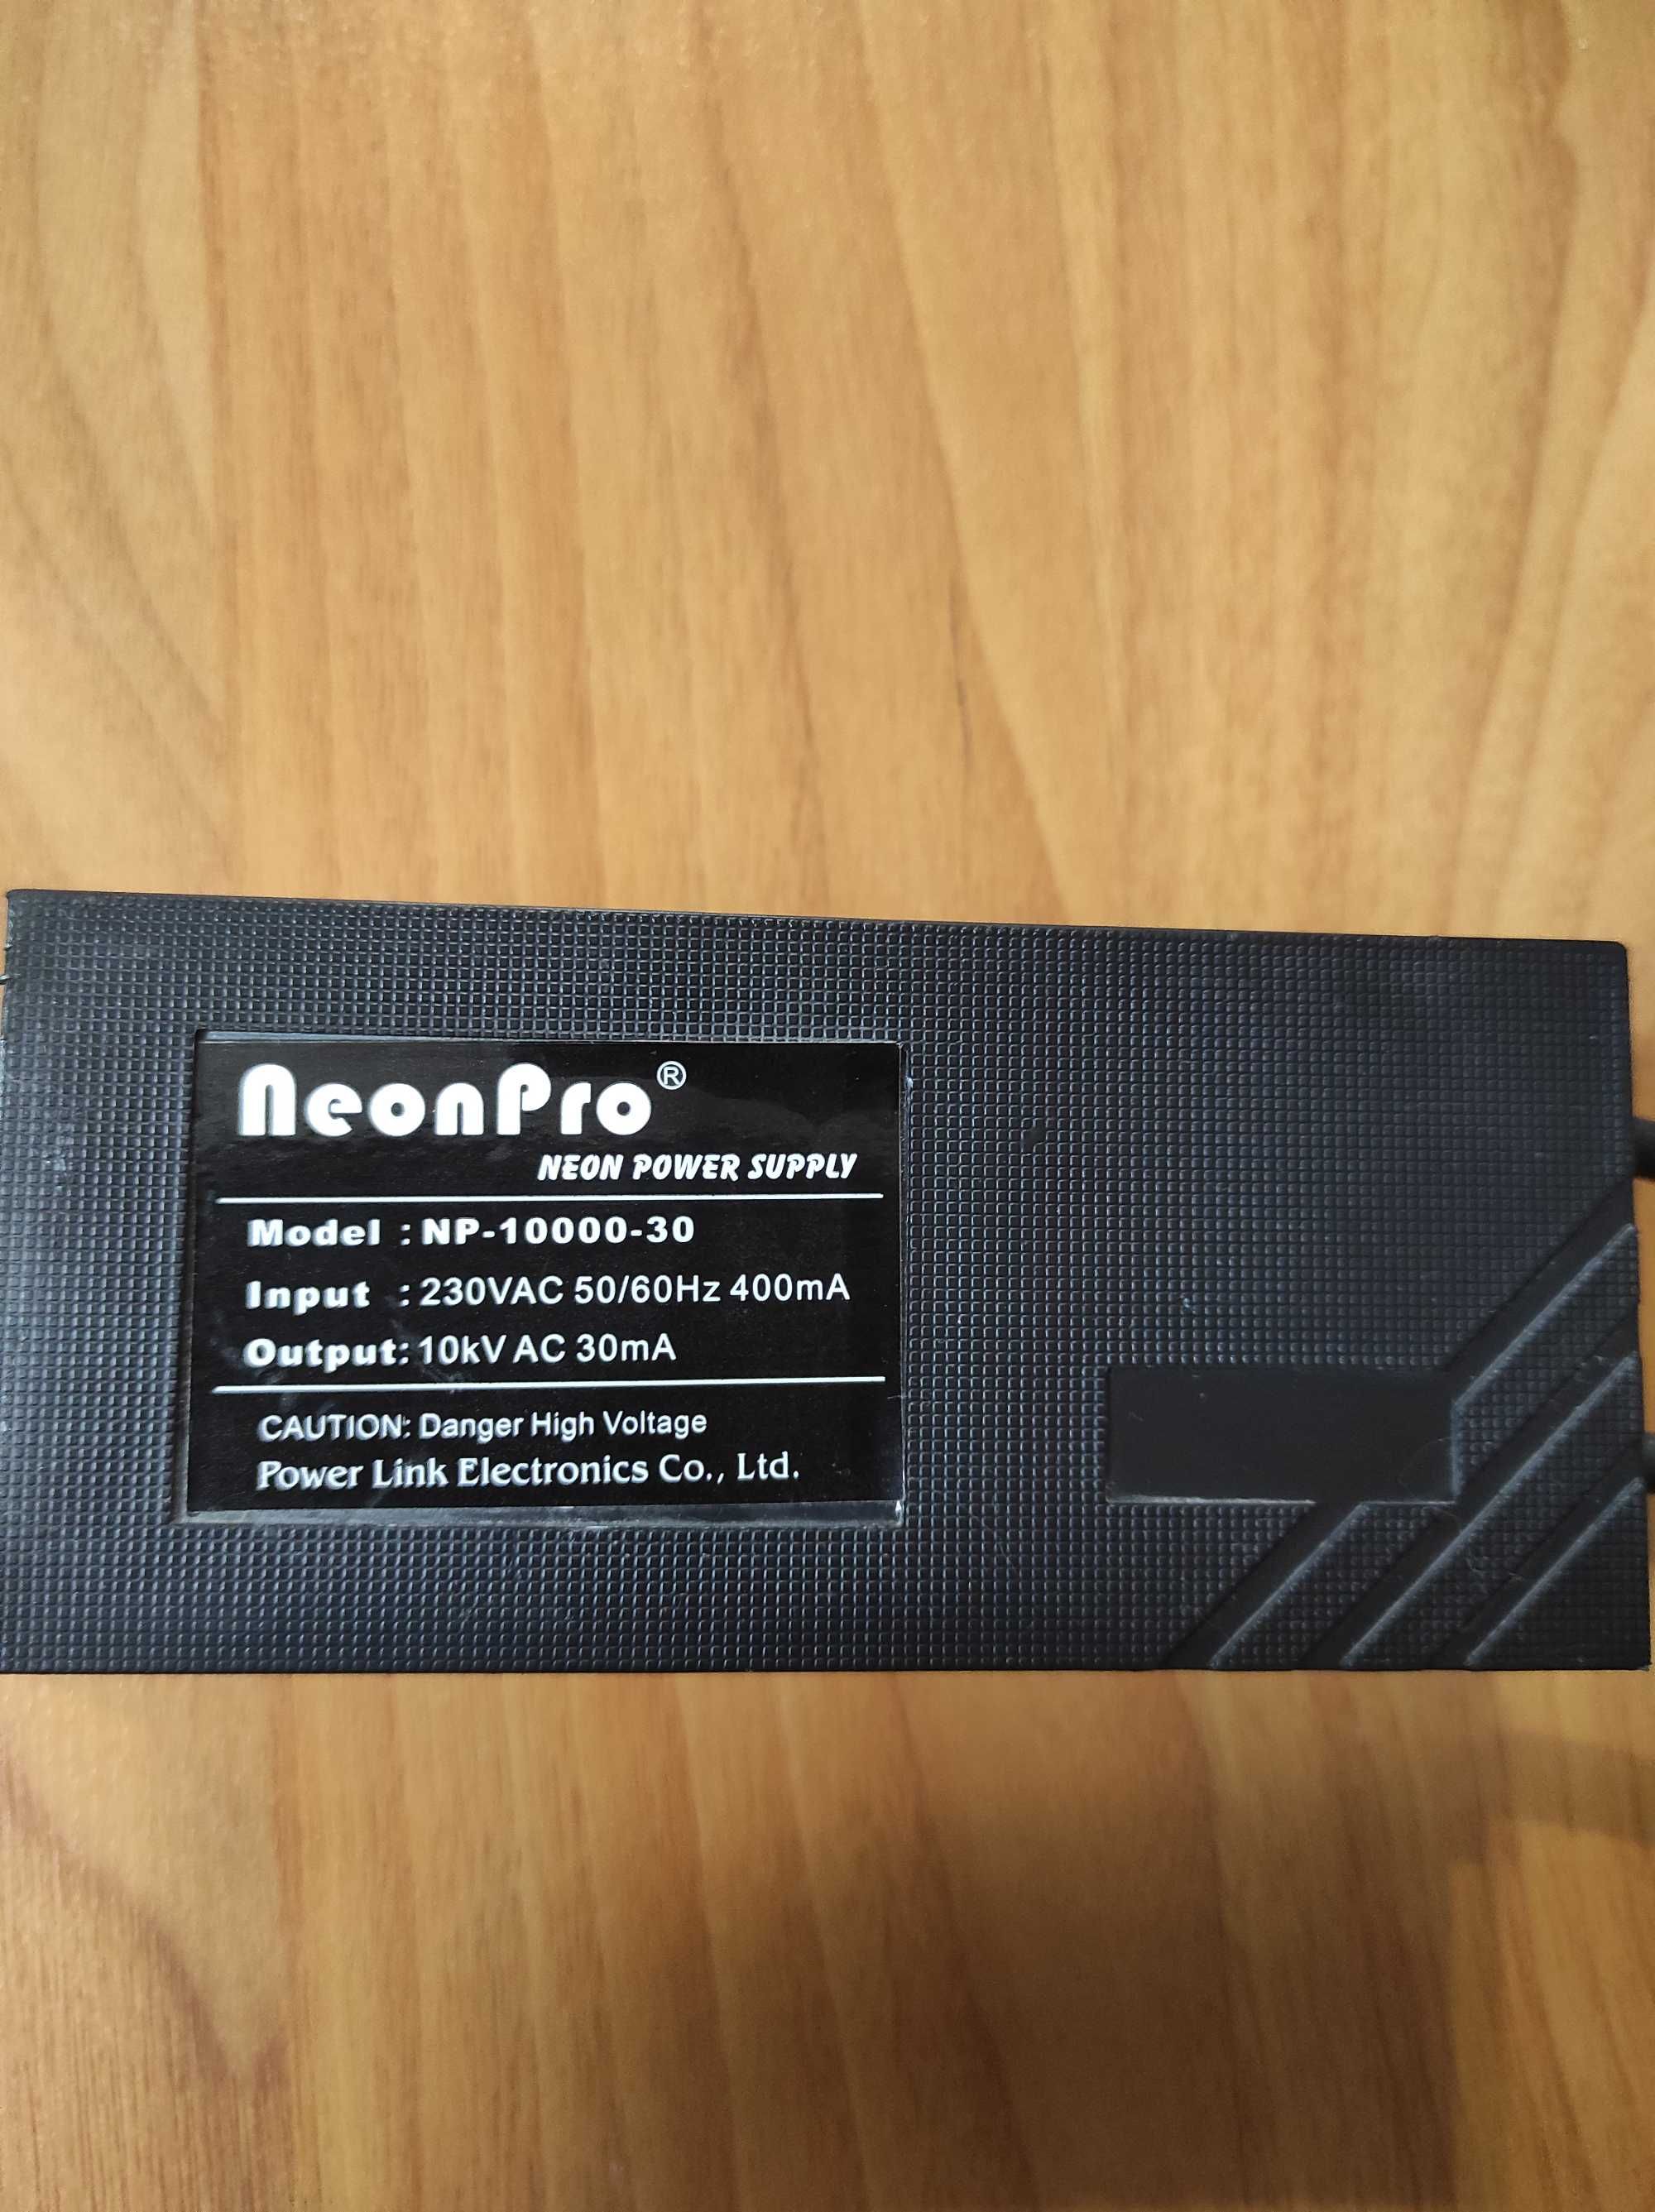 NeonPro®
NEON POWER SUPPLY
Model : NP-10000-30
Input : 230VAC 50/60Hz 400mA
Output: 10kV AC 30mA
CAUTION: Danger High Voltage
Power Link Electronics Co., Ltd.